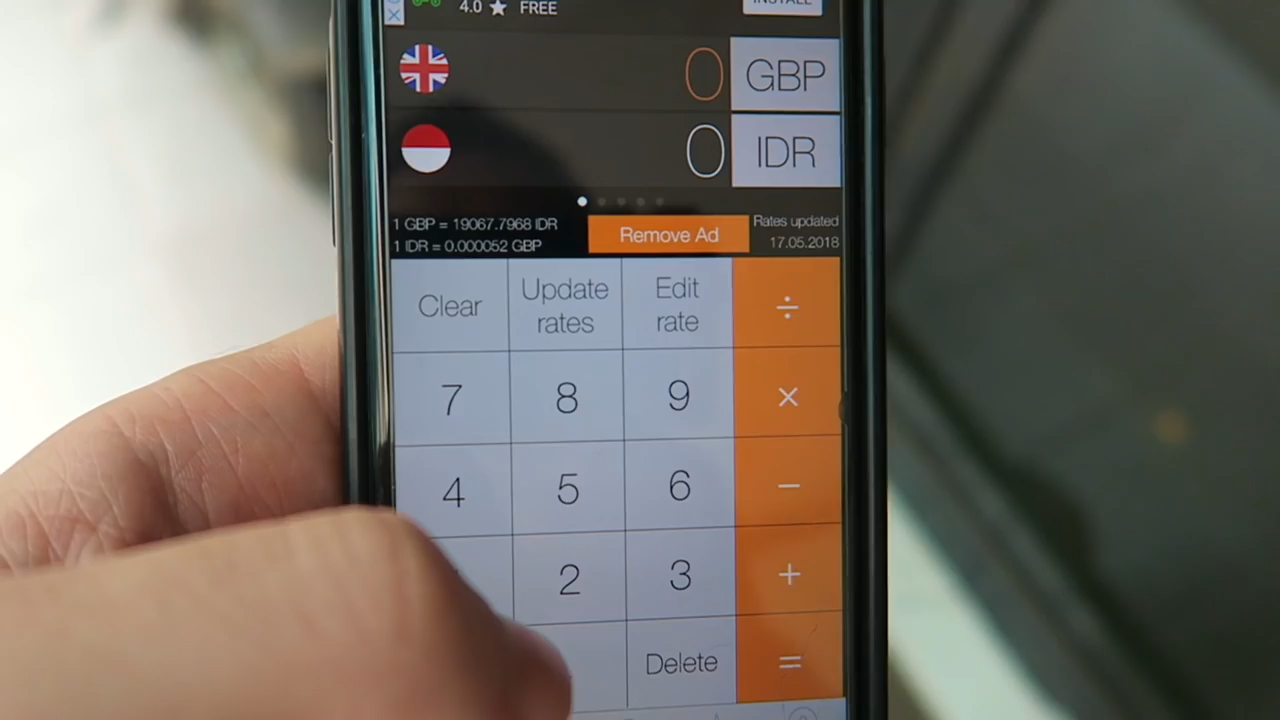 4.0 ★ FREE
INSTALL
0 GBP
0 IDR
1 GBP = 19067.7968 IDR
1 IDR = 0.000052 GBP
Remove Ad
Rates updated
17.05.2018
Clear
Update
rates
Edit
rate
÷
7 8 9 ×
4 5 6 −
2 3 +
Delete =